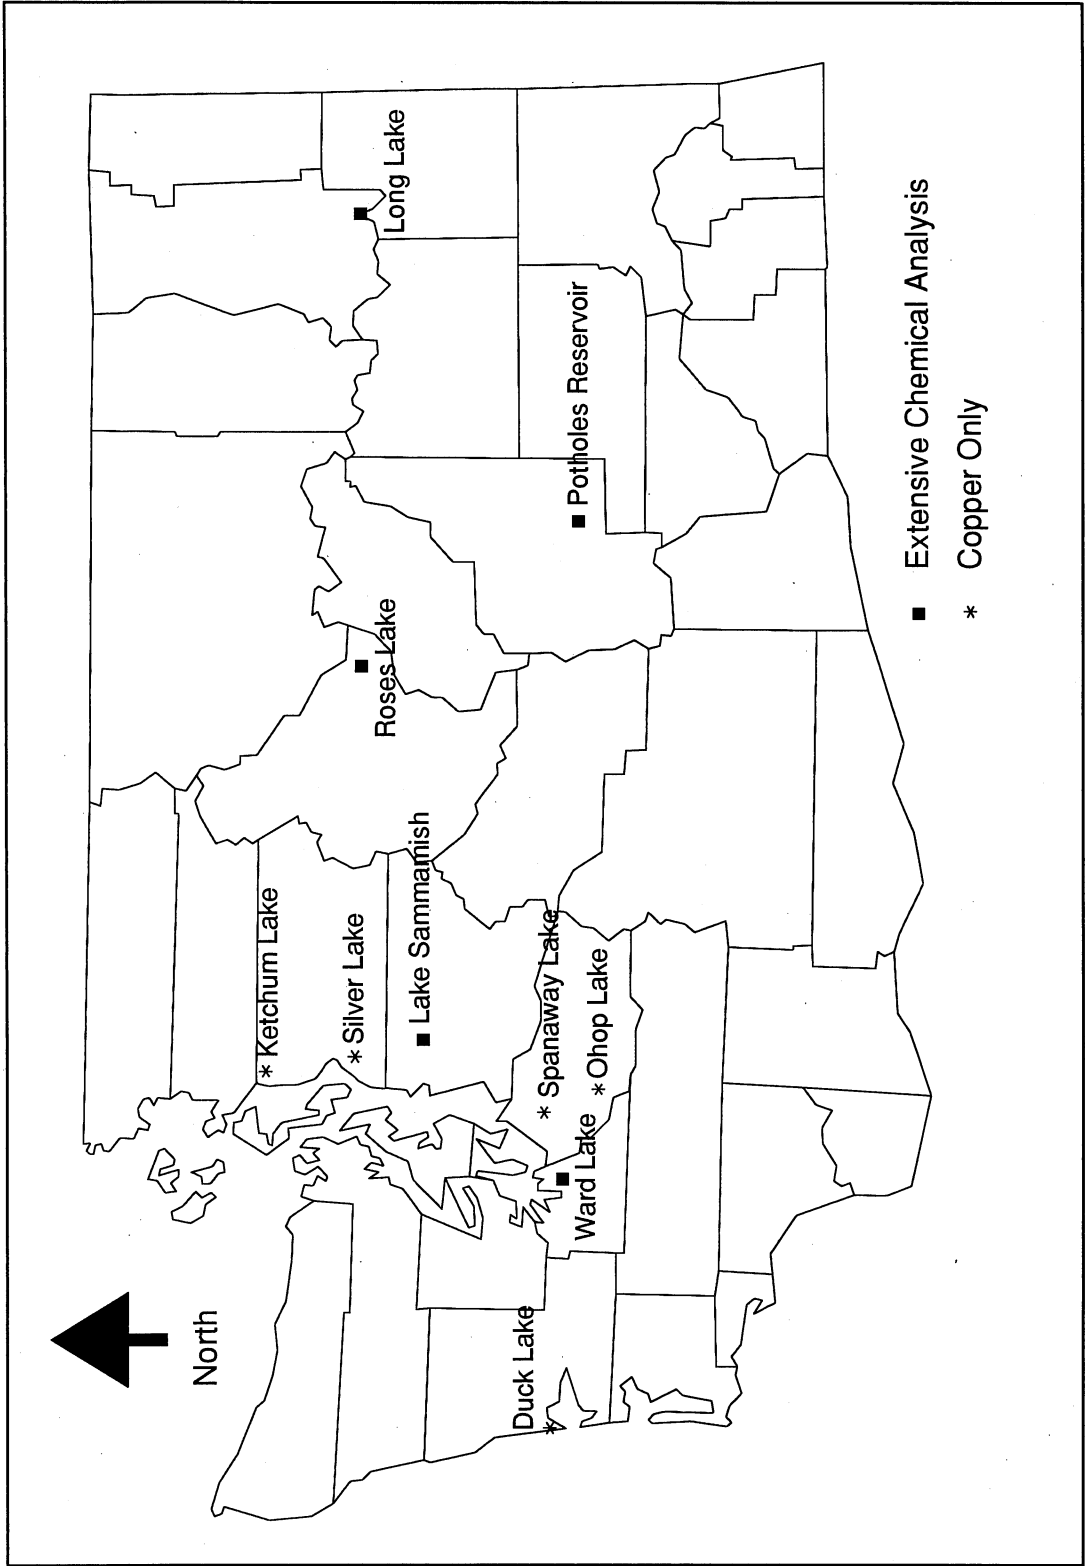 North
Ketchum Lake
Silver Lake
Lake Sammamish
Roses Lake
Long Lake
Potholes Reservoir
Spanaway Lake
Ohop Lake
Ward Lake
Duck Lake
■ Extensive Chemical Analysis
* Copper Only